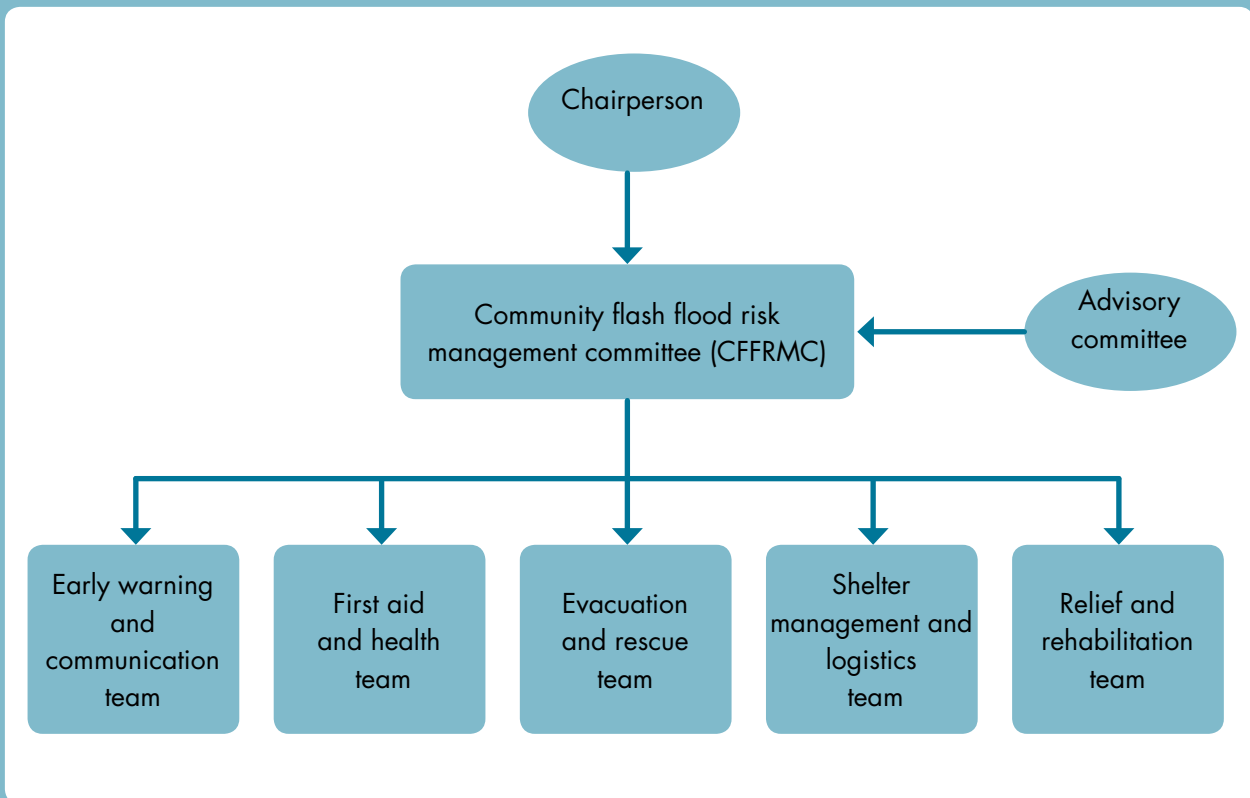 Chairperson
Community flash flood risk
management committee (CFFRMC)
Advisory
committee
Early warning
and
communication
team
First aid
and health
team
Evacuation
and rescue
team
Shelter
management and
logistics
team
Relief and
rehabilitation
team